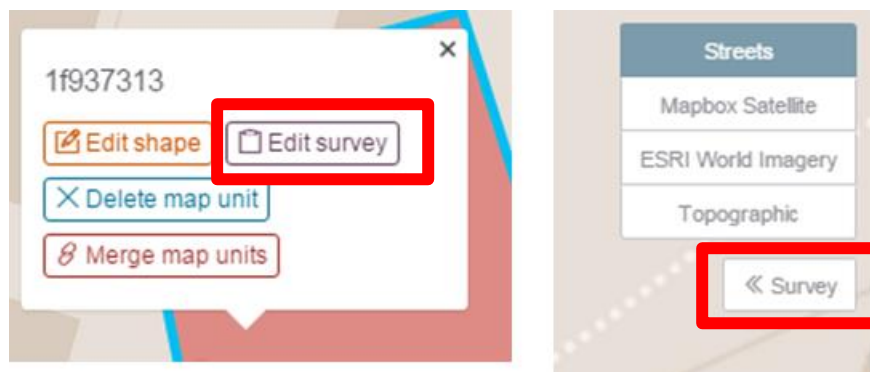 1f937313
Edit shape
Edit survey
Delete map unit
Merge map units
Streets
Mapbox Satellite
ESRI World Imagery
Topographic
Survey